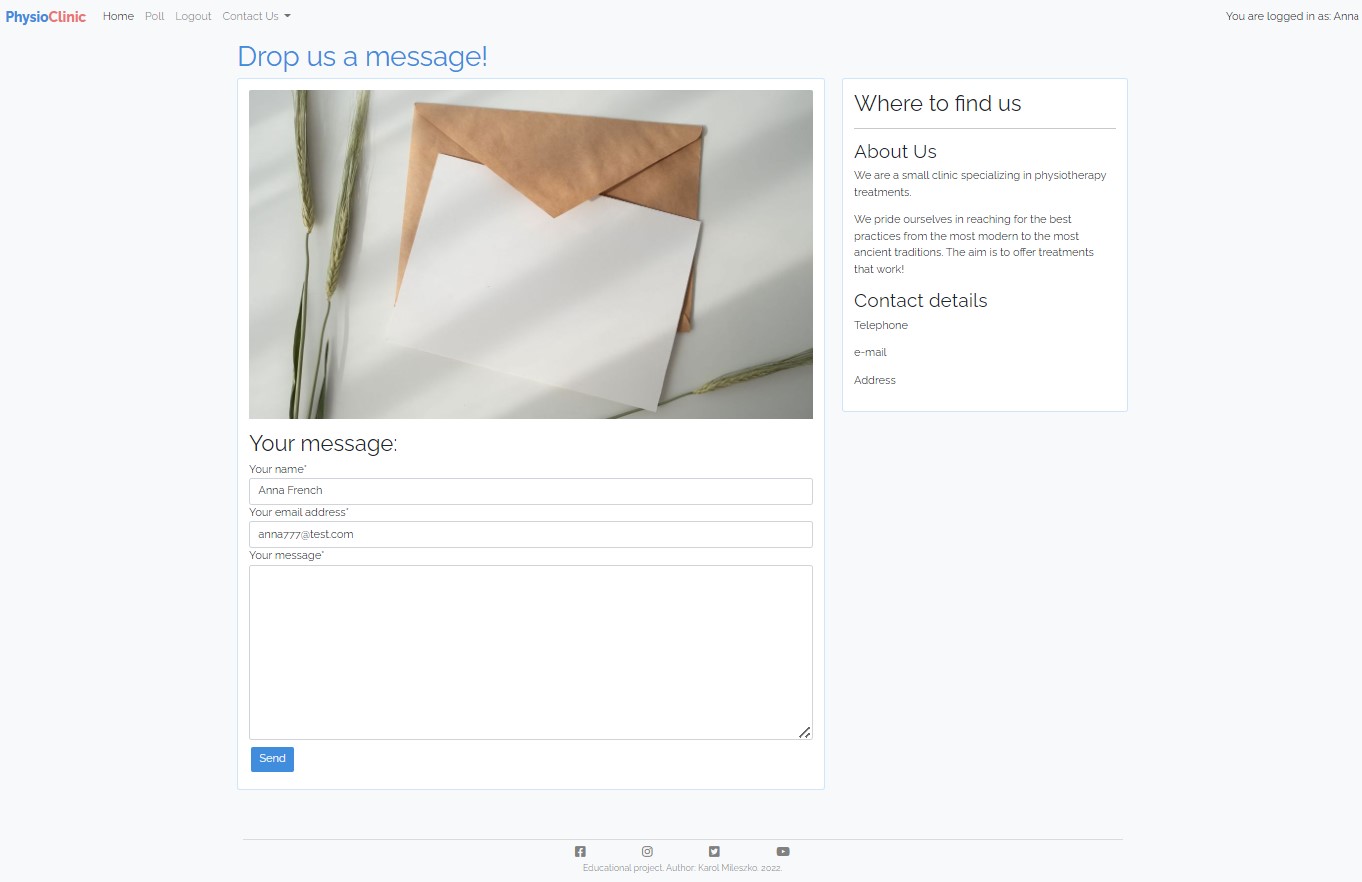 PhysioClinic Home Poll Logout Contact Us You are logged in as: Anna
Drop us a message!
Your message:
Your name*
Anna French
Your email address*
anna777@test.com
Your message*
Send
Where to find us
About Us
We are a small clinic specializing in physiotherapy
treatments.
We pride ourselves in reaching for the best
practices from the most modern to the most
ancient traditions. The aim is to offer treatments
that work!
Contact details
Telephone
e-mail
Address
Educational project. Author: Karol Mileszko. 2022.